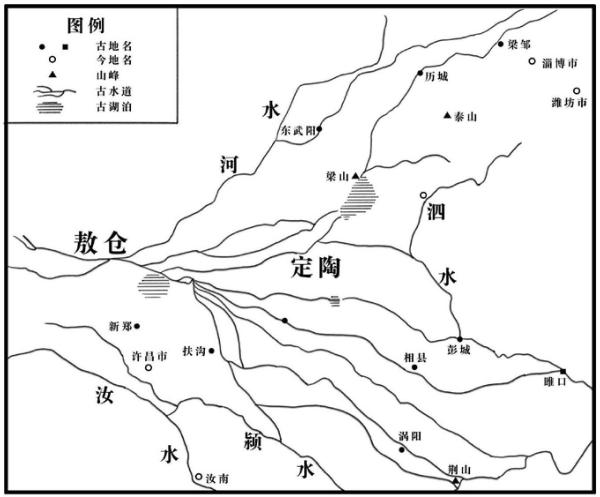 图例
古地名
今地名
山峰
古水道
古湖泊
梁邹
淄博市
历城
潍坊市
水
泰山
东武阳
河
梁山
泗
敖仓
定陶
水
新郑
彭城
许昌市
扶沟
相县
睢口
汝
颍
涡阳
水
水
荆山
汝南